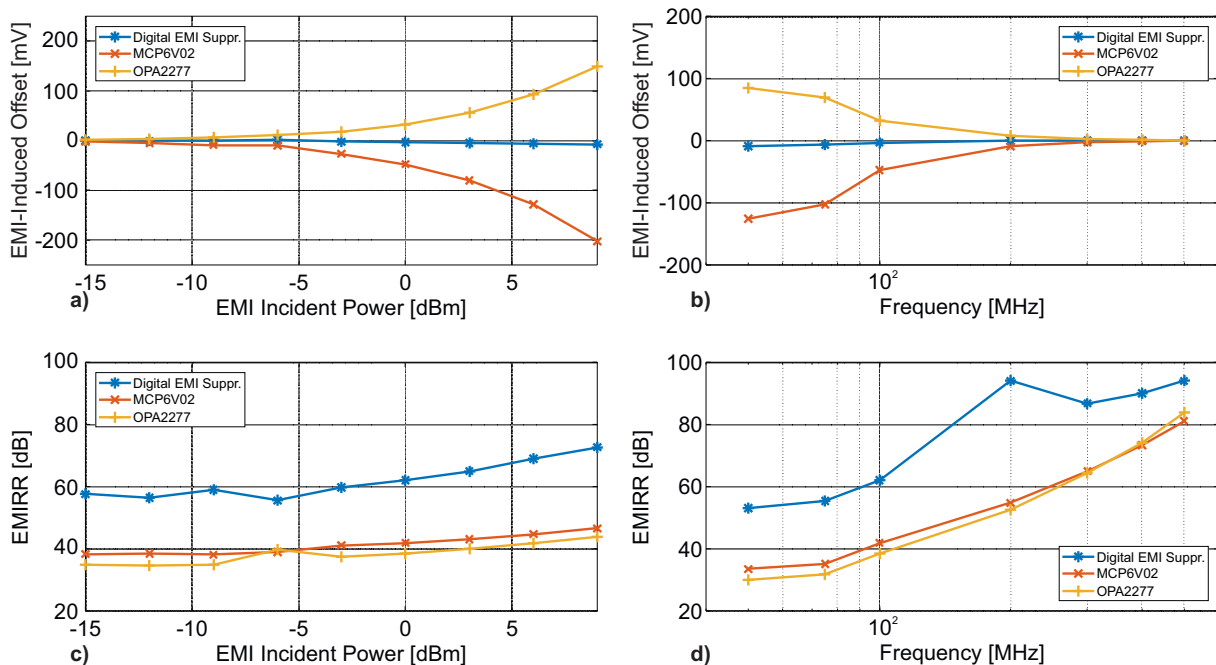 EMI-Induced Offset [mV]
200
100
0
-100
-200
Digital EMI Suppr.
MCP6V02
OPA2277
-15
-10
-5
0
5
a)
EMI Incident Power [dBm]
EMI-Induced Offset [mV]
200
100
0
-100
-200
Digital EMI Suppr.
MCP6V02
OPA2277
10²
b)
Frequency [MHz]
EMIRR [dB]
100
80
60
40
20
Digital EMI Suppr.
MCP6V02
OPA2277
-15
-10
-5
0
5
c)
EMI Incident Power [dBm]
EMIRR [dB]
100
80
60
40
20
Digital EMI Suppr.
MCP6V02
OPA2277
10²
d)
Frequency [MHz]